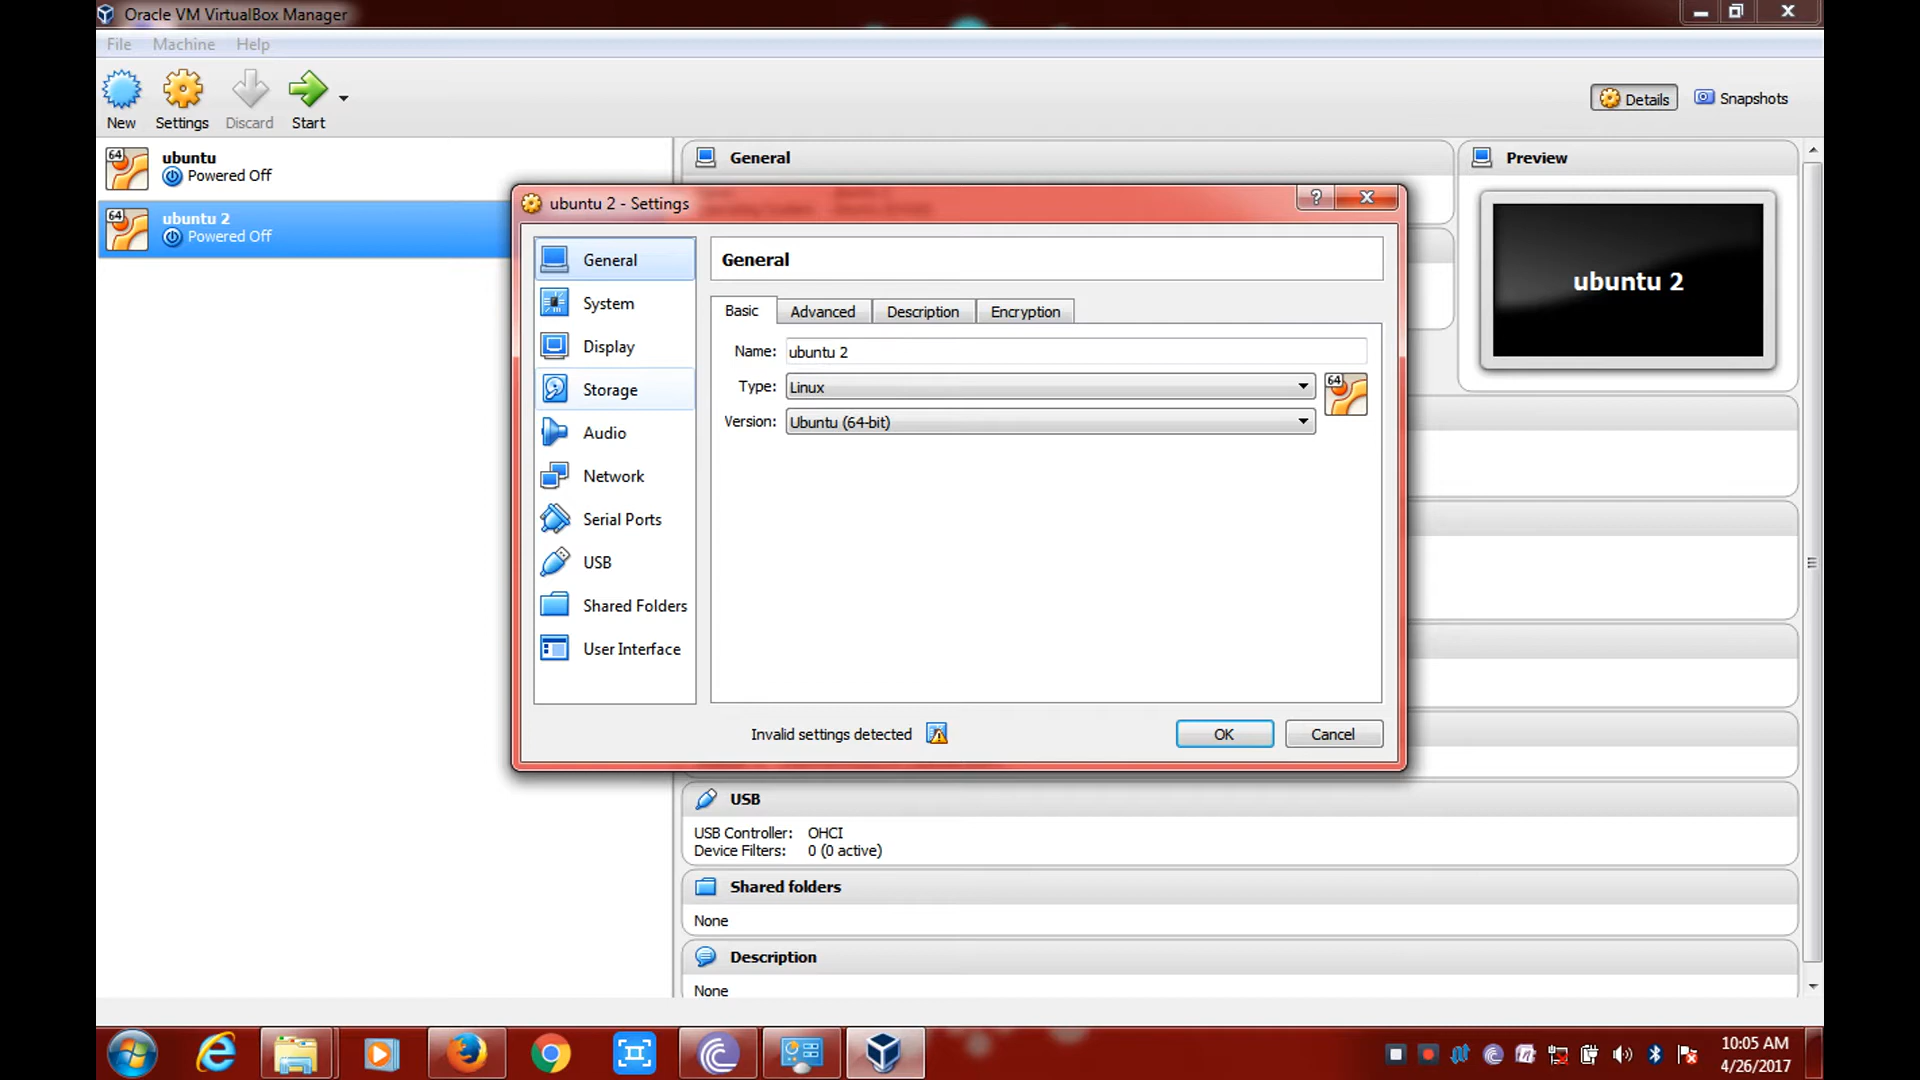 Oracle VM VirtualBox Manager
File Machine Help
New Settings Discard Start
Details Snapshots
64 ubuntu
Powered Off
64 ubuntu 2
Powered Off
General
Preview
ubuntu 2
ubuntu 2 - Settings
?
General
System
Display
Storage
Audio
Network
Serial Ports
USB
Shared Folders
User Interface
General
Basic Advanced Description Encryption
Name: ubuntu 2
Type: Linux
64
Version: Ubuntu (64-bit)
Invalid settings detected
OK Cancel
USB
USB Controller: OHCI
Device Filters: 0 (0 active)
Shared folders
None
Description
None
10:05 AM
4/26/2017